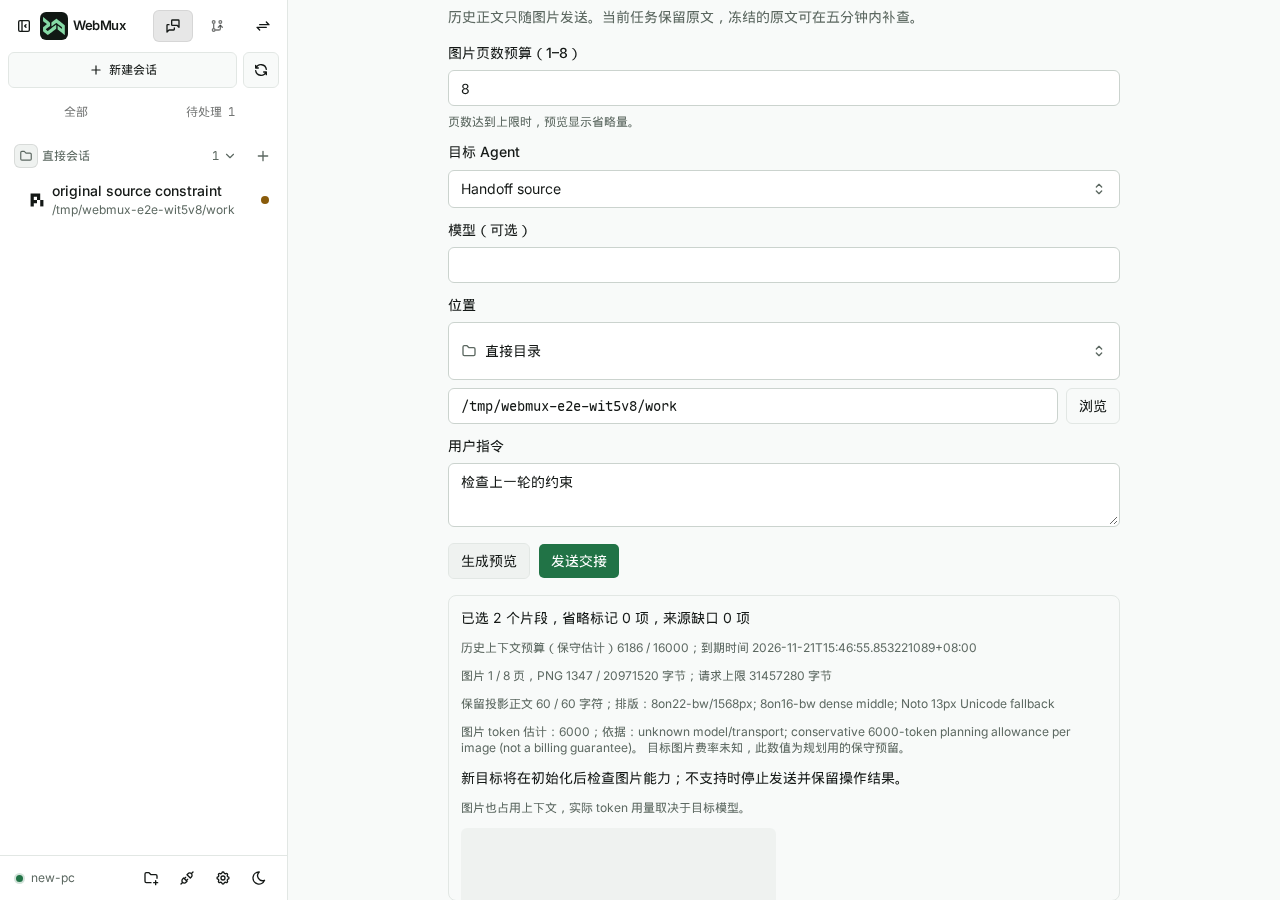 WebMux
新建会话
全部
待处理 1
直接会话
1
original source constraint
/tmp/webmux-e2e-wit5v8/work
new-pc
历史正文只随图片发送。当前任务保留原文，冻结的原文可在五分钟内补查。
图片页数预算（1–8）
8
页数达到上限时，预览显示省略量。
目标 Agent
Handoff source
模型（可选）
位置
直接目录
/tmp/webmux-e2e-wit5v8/work
浏览
用户指令
检查上一轮的约束
生成预览
发送交接
已选 2 个片段，省略标记 0 项，来源缺口 0 项
历史上下文预算（保守估计）6186 / 16000；到期时间 2026-11-21T15:46:55.853221089+08:00
图片 1 / 8 页，PNG 1347 / 20971520 字节；请求上限 31457280 字节
保留投影正文 60 / 60 字符；排版：8on22-bw/1568px; 8on16-bw dense middle; Noto 13px Unicode fallback
图片 token 估计：6000；依据：unknown model/transport; conservative 6000-token planning allowance per
image (not a billing guarantee)。 目标图片费率未知，此数值为规划用的保守预留。
新目标将在初始化后检查图片能力；不支持时停止发送并保留操作结果。
图片也占用上下文，实际 token 用量取决于目标模型。